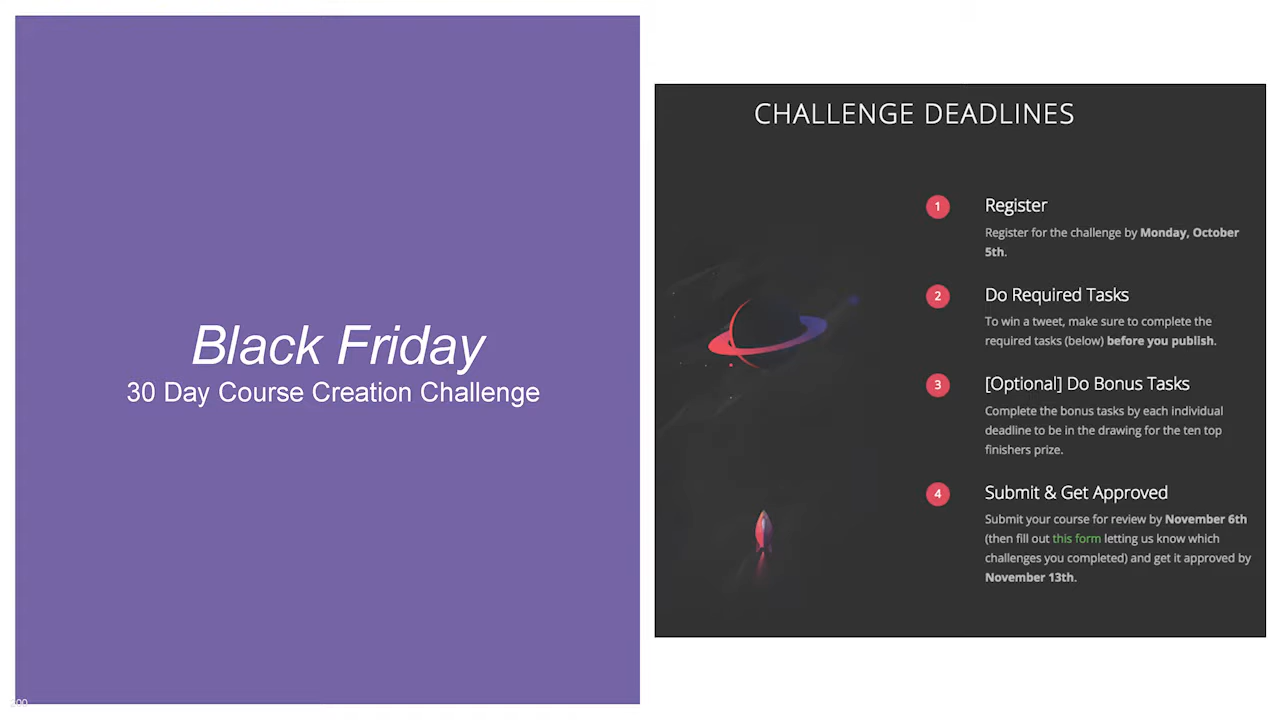 Black Friday
30 Day Course Creation Challenge
200
CHALLENGE DEADLINES
1
Register
Register for the challenge by Monday, October
5th.
2
Do Required Tasks
To win a tweet, make sure to complete the
required tasks (below) before you publish.
3
[Optional] Do Bonus Tasks
Complete the bonus tasks by each individual
deadline to be in the drawing for the ten top
finishers prize.
4
Submit & Get Approved
Submit your course for review by November 6th
(then fill out this form letting us know which
challenges you completed) and get it approved by
November 13th.